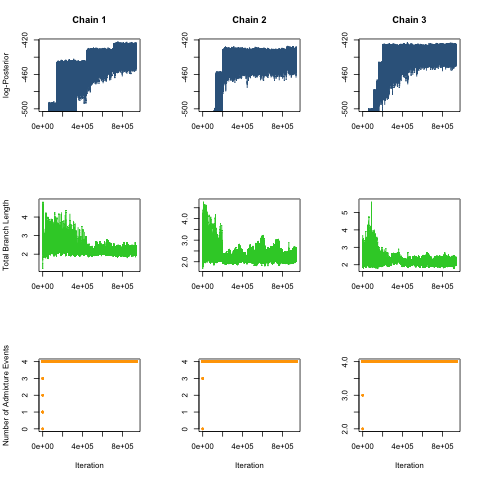 Chain 1 Chain 2 Chain 3
log-Posterior
-420 -460 -500
0e+00 4e+05 8e+05
-420 -460 -500
0e+00 4e+05 8e+05
-420 -460 -500
0e+00 4e+05 8e+05
Total Branch Length
4 3 2
0e+00 4e+05 8e+05
4.0 3.0 2.0
0e+00 4e+05 8e+05
5 4 3 2
0e+00 4e+05 8e+05
Number of Admixture Events
4 3 2 1 0
0e+00 4e+05 8e+05
4 3 2 1 0
0e+00 4e+05 8e+05
4.0 3.0 2.0
0e+00 4e+05 8e+05
Iteration Iteration Iteration